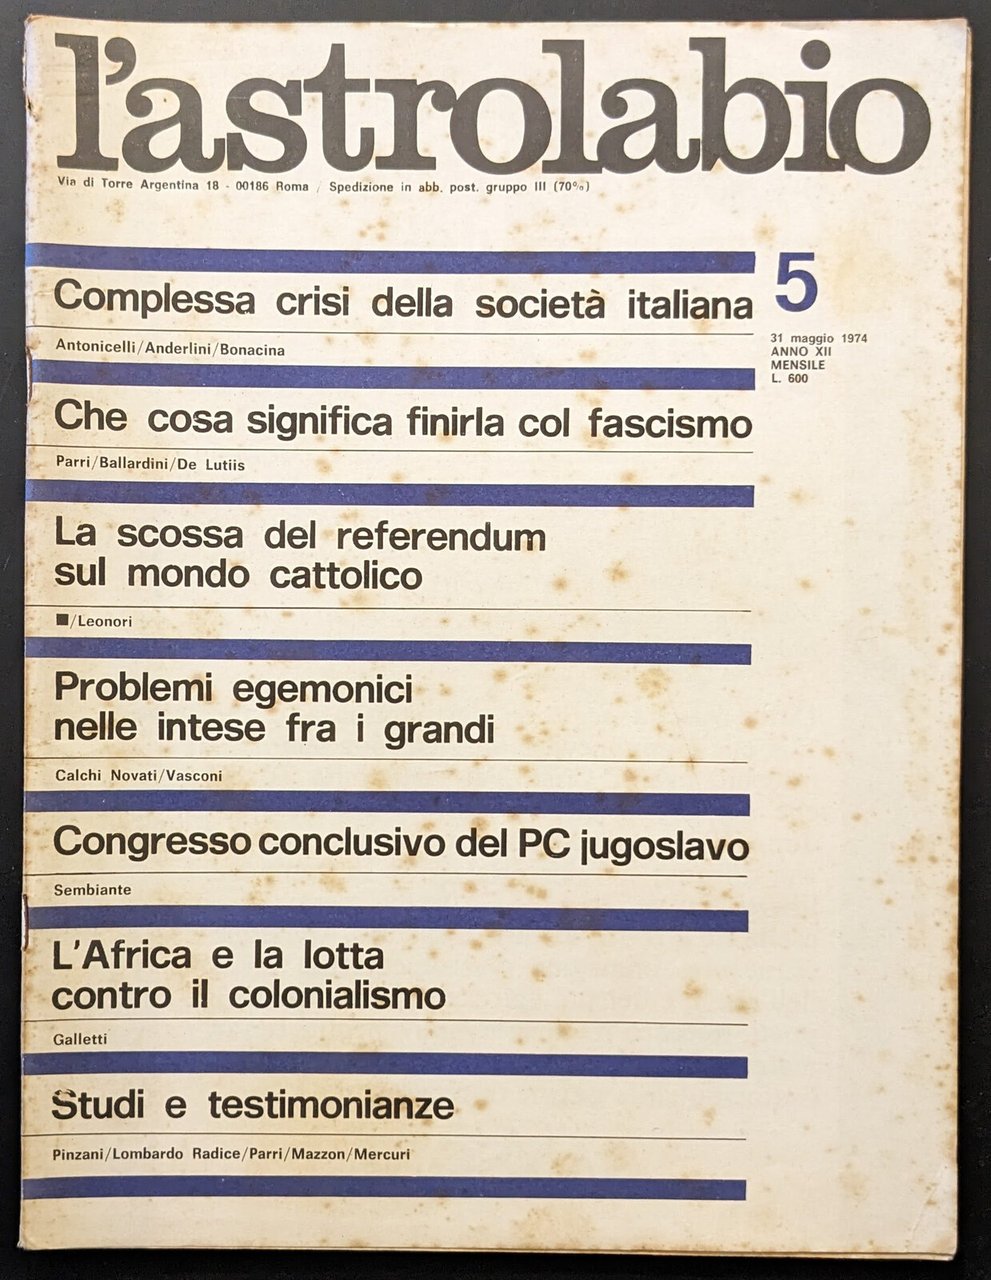 l'astrolabio
Via di Torre Argentina 18 - 00186 Roma / Spedizione in abb. post. gruppo III (70%)
Complessa crisi della società italiana
Antonicelli/Anderlini/Bonacina
5
31 maggio 1974
ANNO XII
MENSILE
L. 600
Che cosa significa finirla col fascismo
Parri/Ballardini/De Lutiis
La scossa del referendum
sul mondo cattolico
■/Leonori
Problemi egemonici
nelle intese fra i grandi
Calchi Novati/Vasconi
Congresso conclusivo del PC jugoslavo
Sembiante
L'Africa e la lotta
contro il colonialismo
Galletti
Studi e testimonianze
Pinzani/Lombardo Radice/Parri/Mazzon/Mercuri